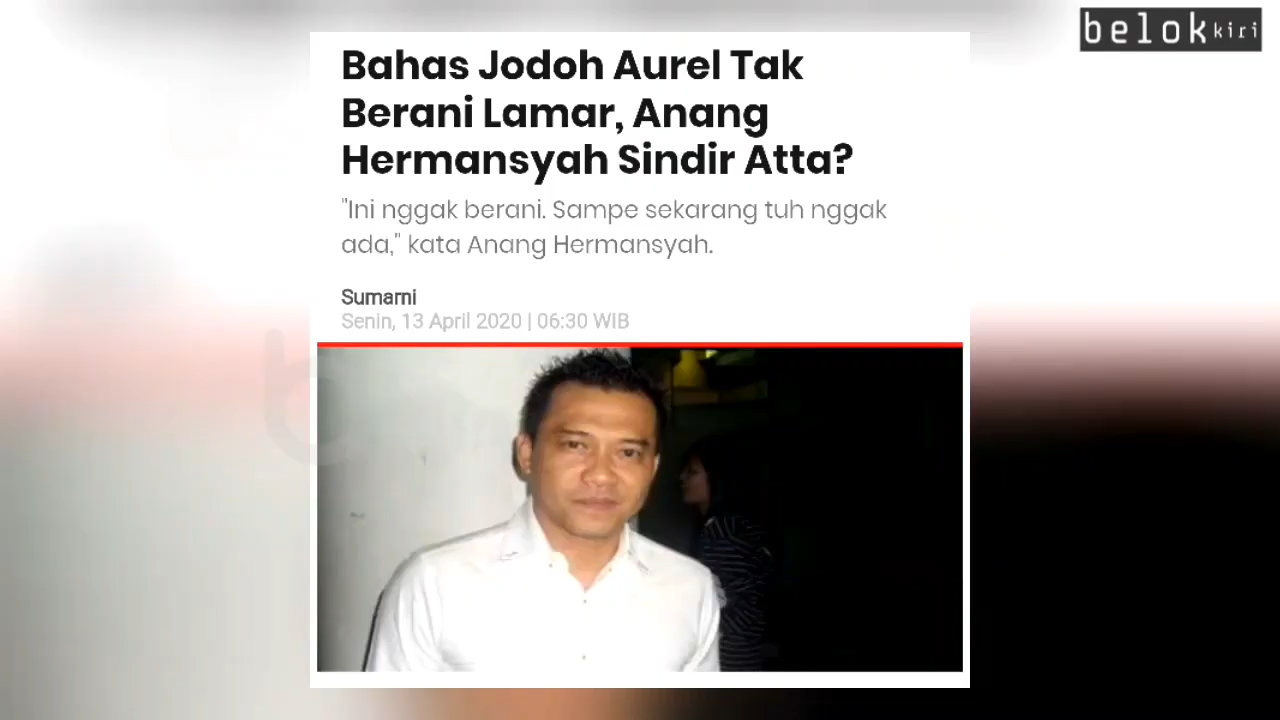 belok kiri
Bahas Jodoh Aurel Tak
Berani Lamar, Anang
Hermansyah Sindir Atta?
"Ini nggak berani. Sampe sekarang tuh nggak
ada," kata Anang Hermansyah.
Sumarni
Senin, 13 April 2020 | 06:30 WIB